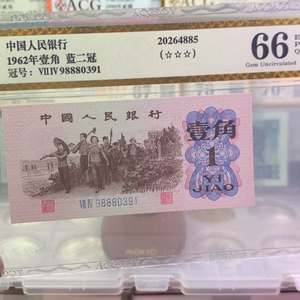 ACG
中国人民银行
1962年壹角 蓝二冠
冠号: VII IV 98880391
20264885
(☆☆☆)
66
Gem Uncirculated
中國人民銀行
壹角
1
YI
JIAO
VII IV 98880391